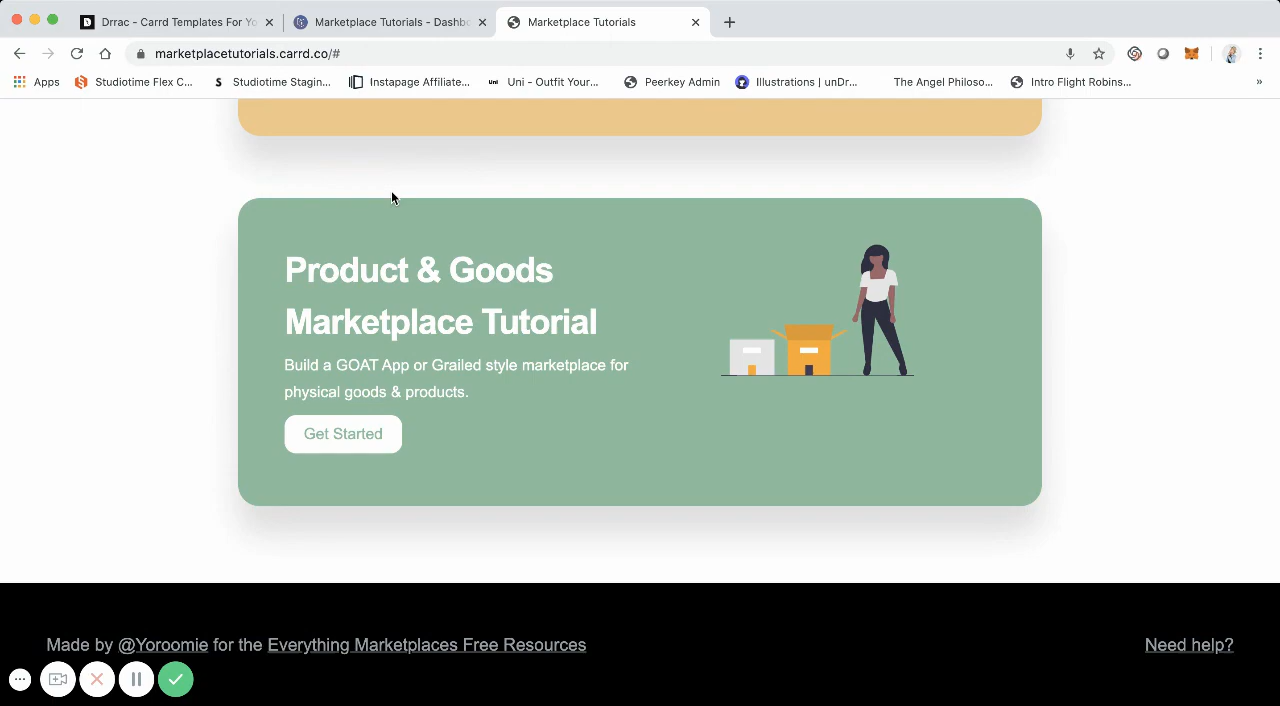 Drrac - Carrd Templates For Yo
Marketplace Tutorials - Dashbo
Marketplace Tutorials
marketplacetutorials.carrd.co/#
Apps
Studiotime Flex C...
Studiotime Stagin...
Instapage Affiliate...
Uni - Outfit Your...
Peerkey Admin
Illustrations | unDr...
The Angel Philoso...
Intro Flight Robins...
»
Product & Goods
Marketplace Tutorial
Build a GOAT App or Grailed style marketplace for
physical goods & products.
Get Started
Made by @Yoroomie for the Everything Marketplaces Free Resources
Need help?